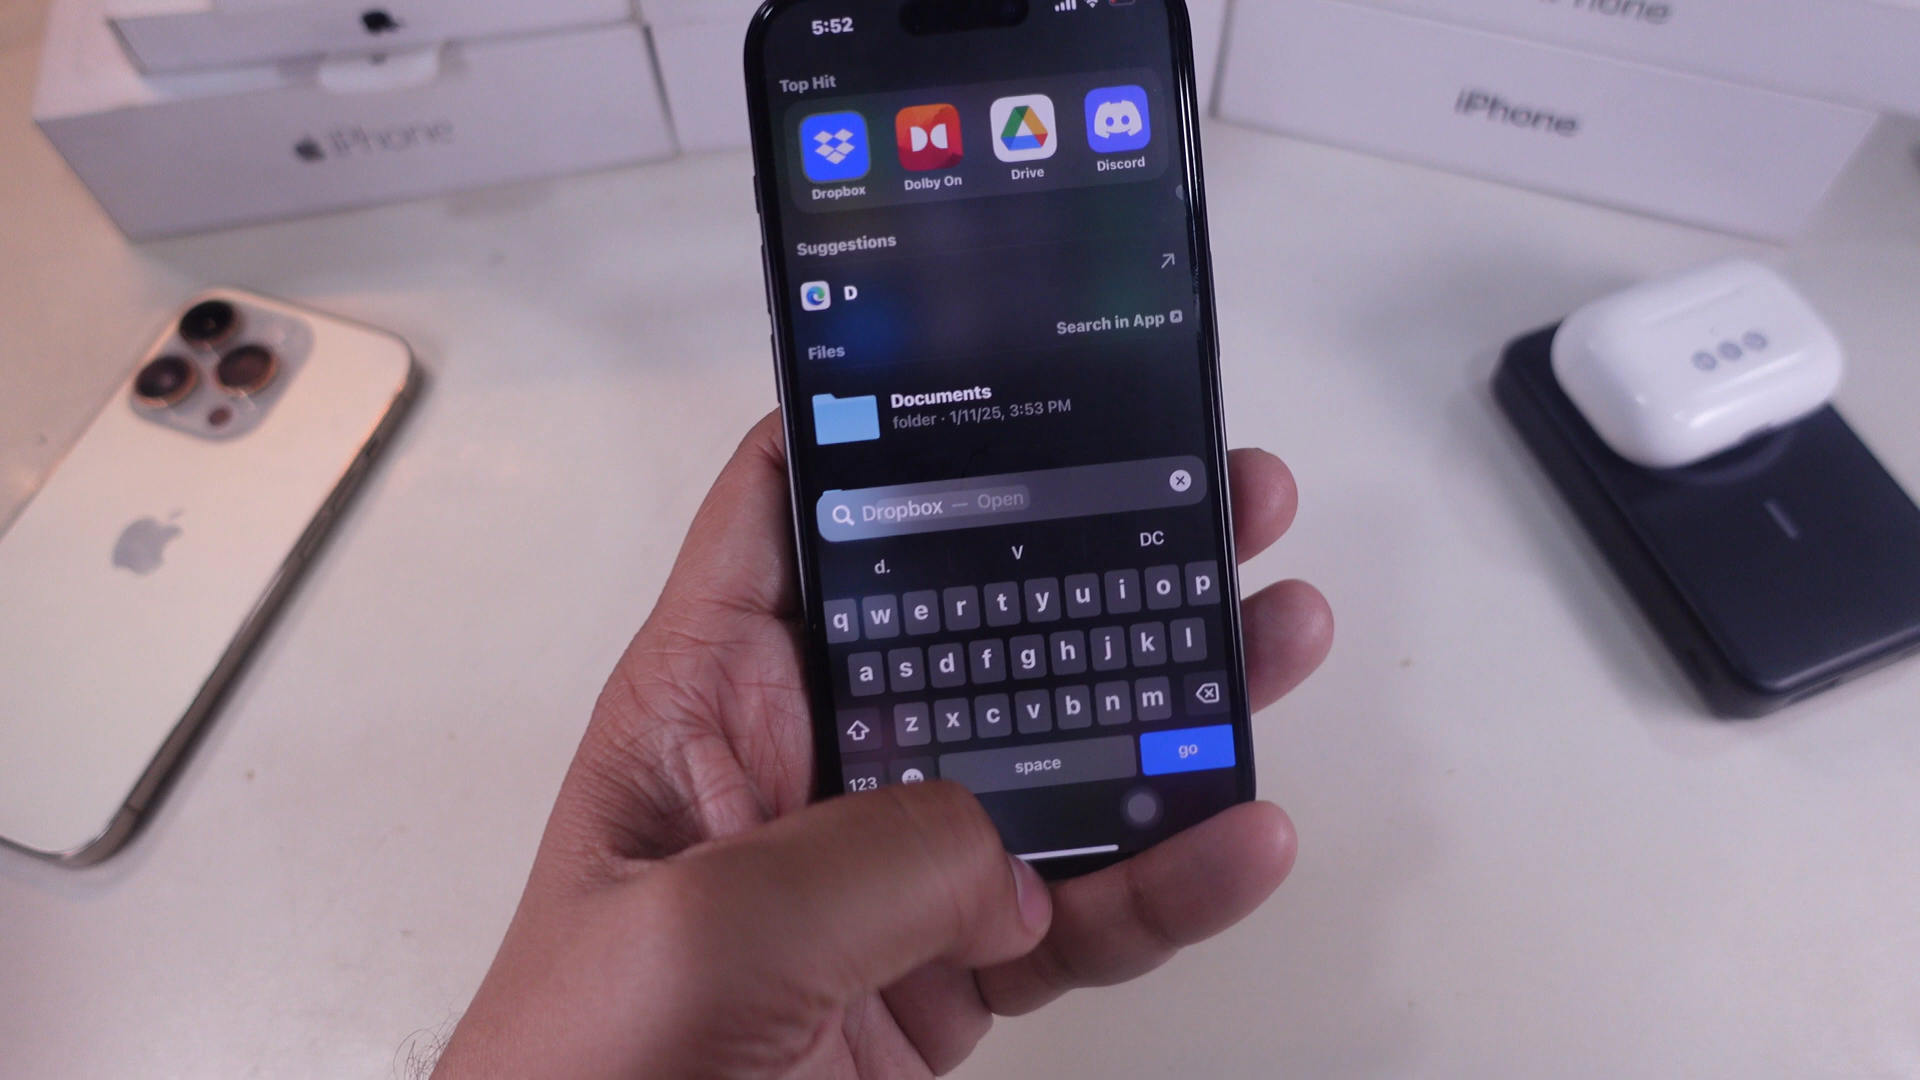 iPhone
iPhone
iPhone
5:52
Top Hit
Dropbox
Dolby On
Drive
Discord
Suggestions
D
Search in App
Files
Documents
folder · 1/11/25, 3:53 PM
Dropbox — Open
d. V DC
q w e r t y u i o p
a s d f g h j k l
z x c v b n m
123 space go